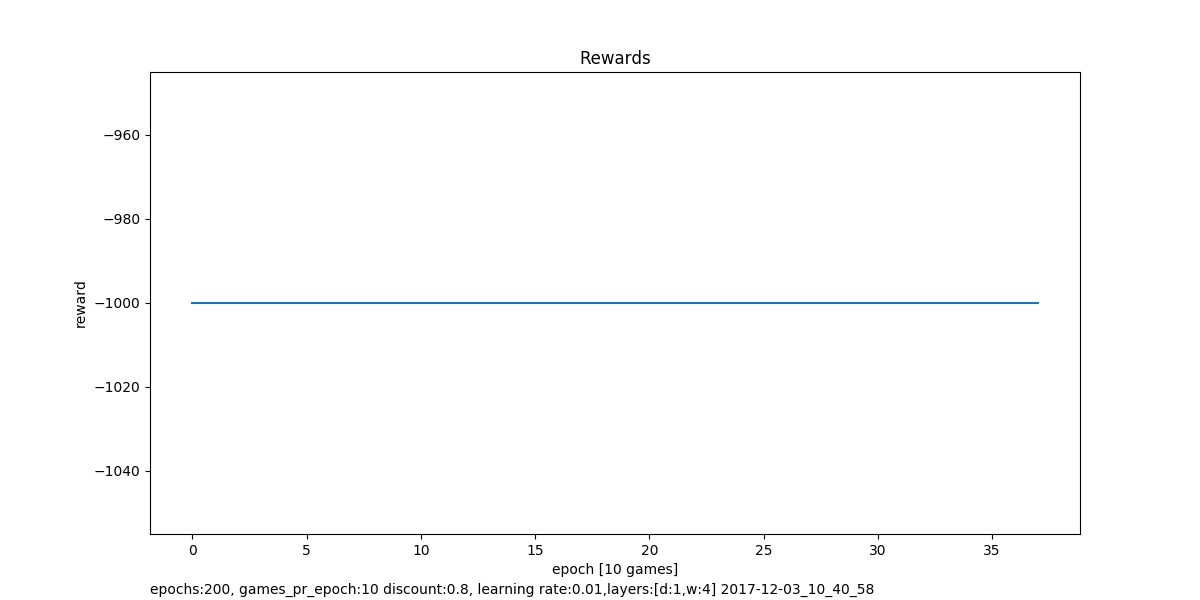 Rewards
−960
−980
−1000
−1020
−1040
reward
0 5 10 15 20 25 30 35
epoch [10 games]
epochs:200, games_pr_epoch:10 discount:0.8, learning rate:0.01,layers:[d:1,w:4] 2017-12-03_10_40_58